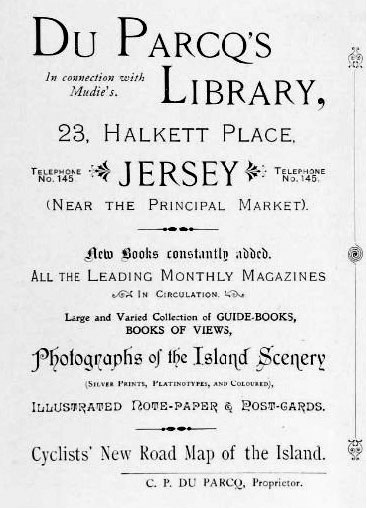 DU PARCQ'S
In connection with
Mudie's.
LIBRARY,
23, HALKETT PLACE,
TELEPHONE
No. 145
JERSEY
TELEPHONE
No. 145.
(NEAR THE PRINCIPAL MARKET).
New Books constantly added.
ALL THE LEADING MONTHLY MAGAZINES
IN CIRCULATION.
Large and Varied Collection of GUIDE-BOOKS,
BOOKS OF VIEWS,
Photographs of the Island Scenery
(SILVER PRINTS, PLATINOTYPES, AND COLOURED),
ILLUSTRATED NOTE-PAPER & POST-CARDS.
Cyclists' New Road Map of the Island.
C. P. DU PARCQ, Proprietor.